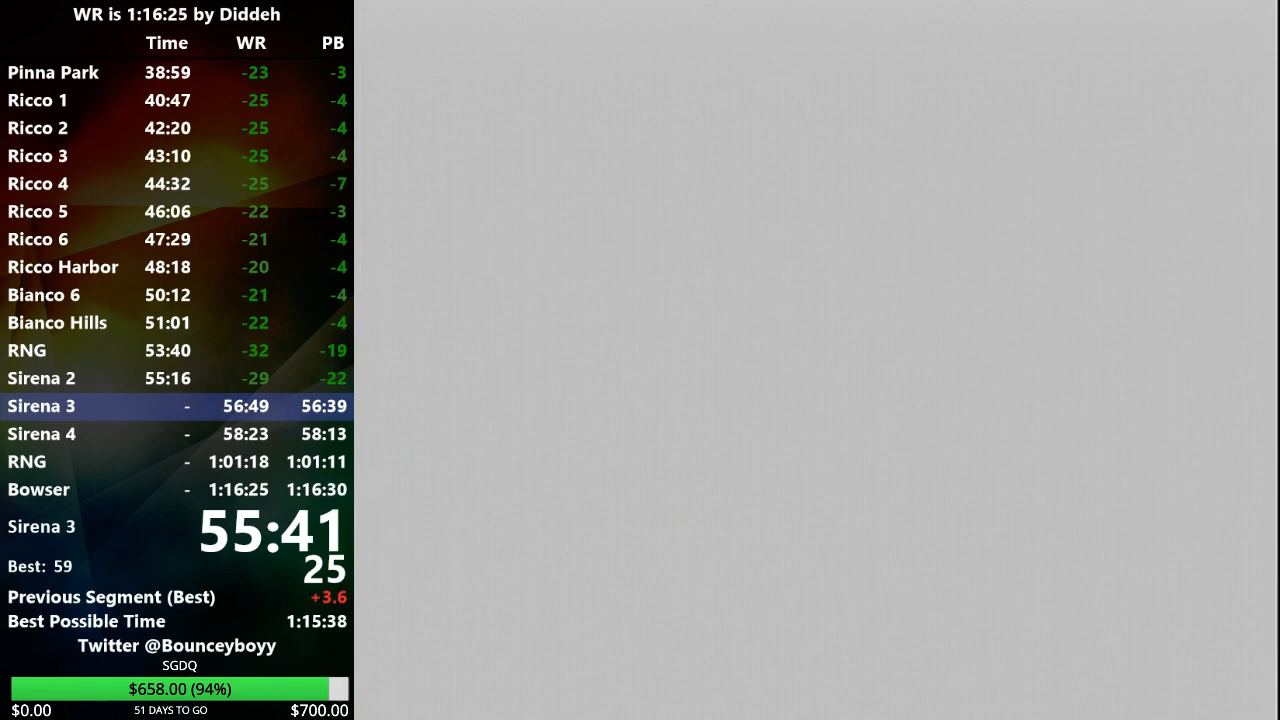 WR is 1:16:25 by Diddeh
Time WR PB
Pinna Park 38:59 -23 -3
Ricco 1 40:47 -25 -4
Ricco 2 42:20 -25 -4
Ricco 3 43:10 -25 -4
Ricco 4 44:32 -25 -7
Ricco 5 46:06 -22 -3
Ricco 6 47:29 -21 -4
Ricco Harbor 48:18 -20 -4
Bianco 6 50:12 -21 -4
Bianco Hills 51:01 -22 -4
RNG 53:40 -32 -19
Sirena 2 55:16 -29 -22
Sirena 3 - 56:49 56:39
Sirena 4 - 58:23 58:13
RNG - 1:01:18 1:01:11
Bowser - 1:16:25 1:16:30
Sirena 3 55:41
Best: 59 25
Previous Segment (Best) +3.6
Best Possible Time 1:15:38
Twitter @Bounceyboyy
SGDQ
$658.00 (94%)
$0.00 51 DAYS TO GO $700.00